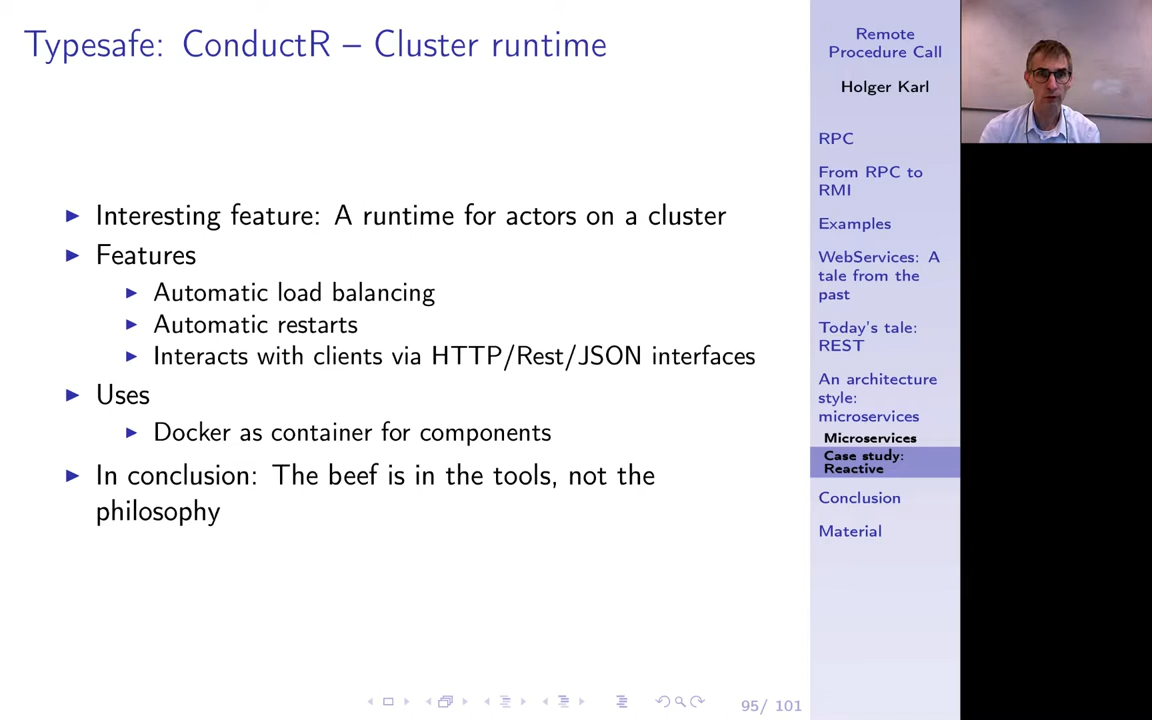 Typesafe: ConductR – Cluster runtime
Interesting feature: A runtime for actors on a cluster
Features
Automatic load balancing
Automatic restarts
Interacts with clients via HTTP/Rest/JSON interfaces
Uses
Docker as container for components
In conclusion: The beef is in the tools, not the
philosophy
Remote
Procedure Call
Holger Karl
RPC
From RPC to
RMI
Examples
WebServices: A
tale from the
past
Today's tale:
REST
An architecture
style:
microservices
Microservices
Case study:
Reactive
Conclusion
Material
95/ 101